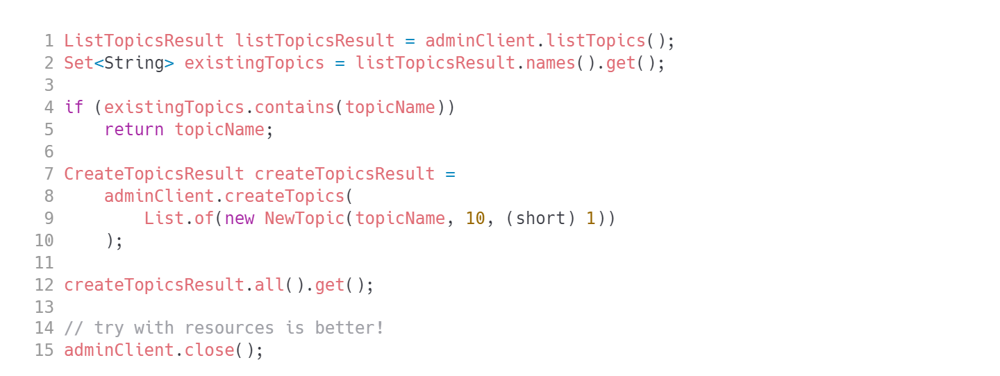 1 ListTopicsResult listTopicsResult = adminClient.listTopics();
2 Set<String> existingTopics = listTopicsResult.names().get();
3
4 if (existingTopics.contains(topicName))
5     return topicName;
6
7 CreateTopicsResult createTopicsResult =
8     adminClient.createTopics(
9         List.of(new NewTopic(topicName, 10, (short) 1))
10     );
11
12 createTopicsResult.all().get();
13
14 // try with resources is better!
15 adminClient.close();